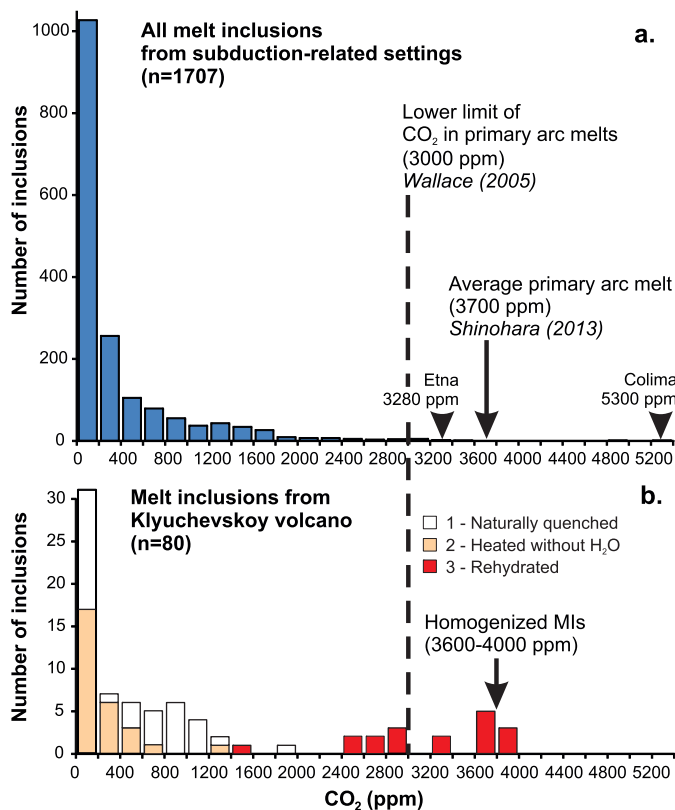 All melt inclusions
from subduction-related settings
(n=1707)
a.
Lower limit of
CO₂ in primary arc melts
(3000 ppm)
Wallace (2005)
Average primary arc melt
(3700 ppm)
Shinohara (2013)
Etna
3280 ppm
Colima
5300 ppm
Number of inclusions
1000
800
600
400
200
0
0 400 800 1200 1600 2000 2400 2800 3200 3600 4000 4400 4800 5200
Melt inclusions from
Klyuchevskoy volcano
(n=80)
b.
1 - Naturally quenched
2 - Heated without H₂O
3 - Rehydrated
Homogenized MIs
(3600-4000 ppm)
Number of inclusions
30
25
20
15
10
5
0
0 400 800 1200 1600 2000 2400 2800 3200 3600 4000 4400 4800 5200
CO₂ (ppm)